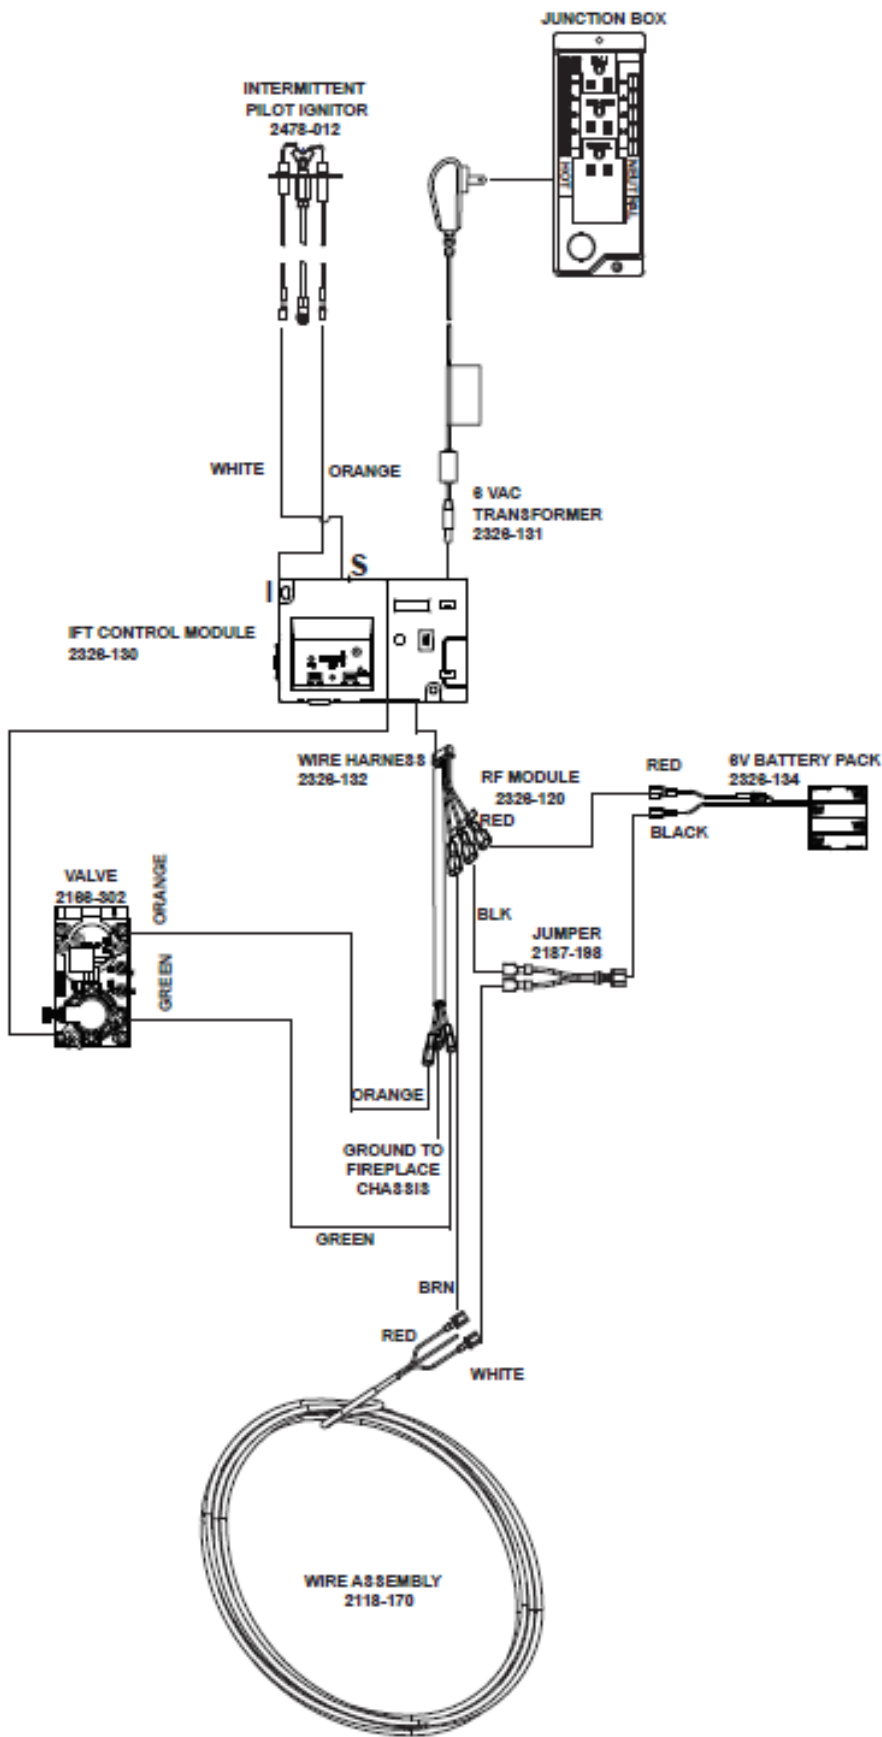 JUNCTION BOX
INTERMITTENT
PILOT IGNITOR
2478-012
HOT
NEUTRAL
WHITE
ORANGE
6 VAC
TRANSFORMER
2326-131
S
I
IFT CONTROL MODULE
2326-130
WIRE HARNESS
2326-132
RF MODULE
2326-120
RED
RED
6V BATTERY PACK
2326-134
BLACK
VALVE
2166-302
ORANGE
GREEN
BLK
JUMPER
2187-198
ORANGE
GROUND TO
FIREPLACE
CHASSIS
GREEN
BRN
RED
WHITE
WIRE ASSEMBLY
2118-170